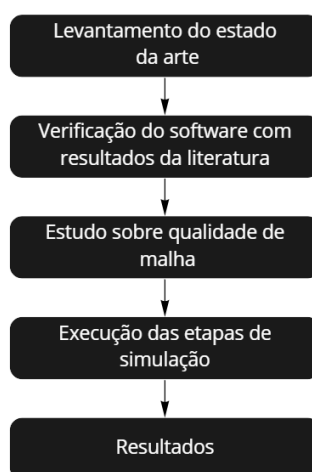 Levantamento do estado
da arte
Verificação do software com
resultados da literatura
Estudo sobre qualidade de
malha
Execução das etapas de
simulação
Resultados